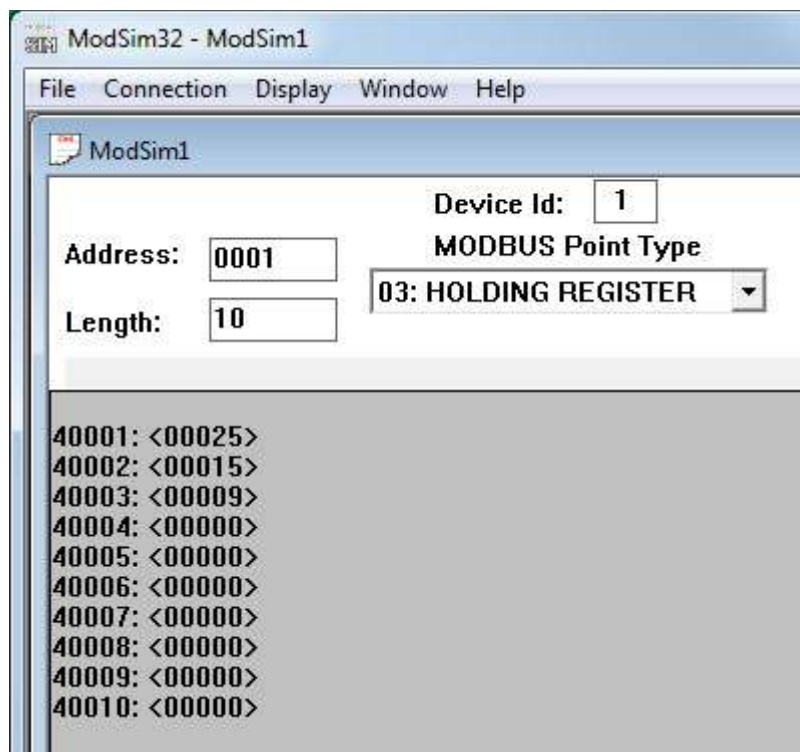 ModSim32 - ModSim1
File Connection Display Window Help
ModSim1
Device Id: 1
Address: 0001
MODBUS Point Type
03: HOLDING REGISTER
Length: 10
40001: <00025>
40002: <00015>
40003: <00009>
40004: <00000>
40005: <00000>
40006: <00000>
40007: <00000>
40008: <00000>
40009: <00000>
40010: <00000>